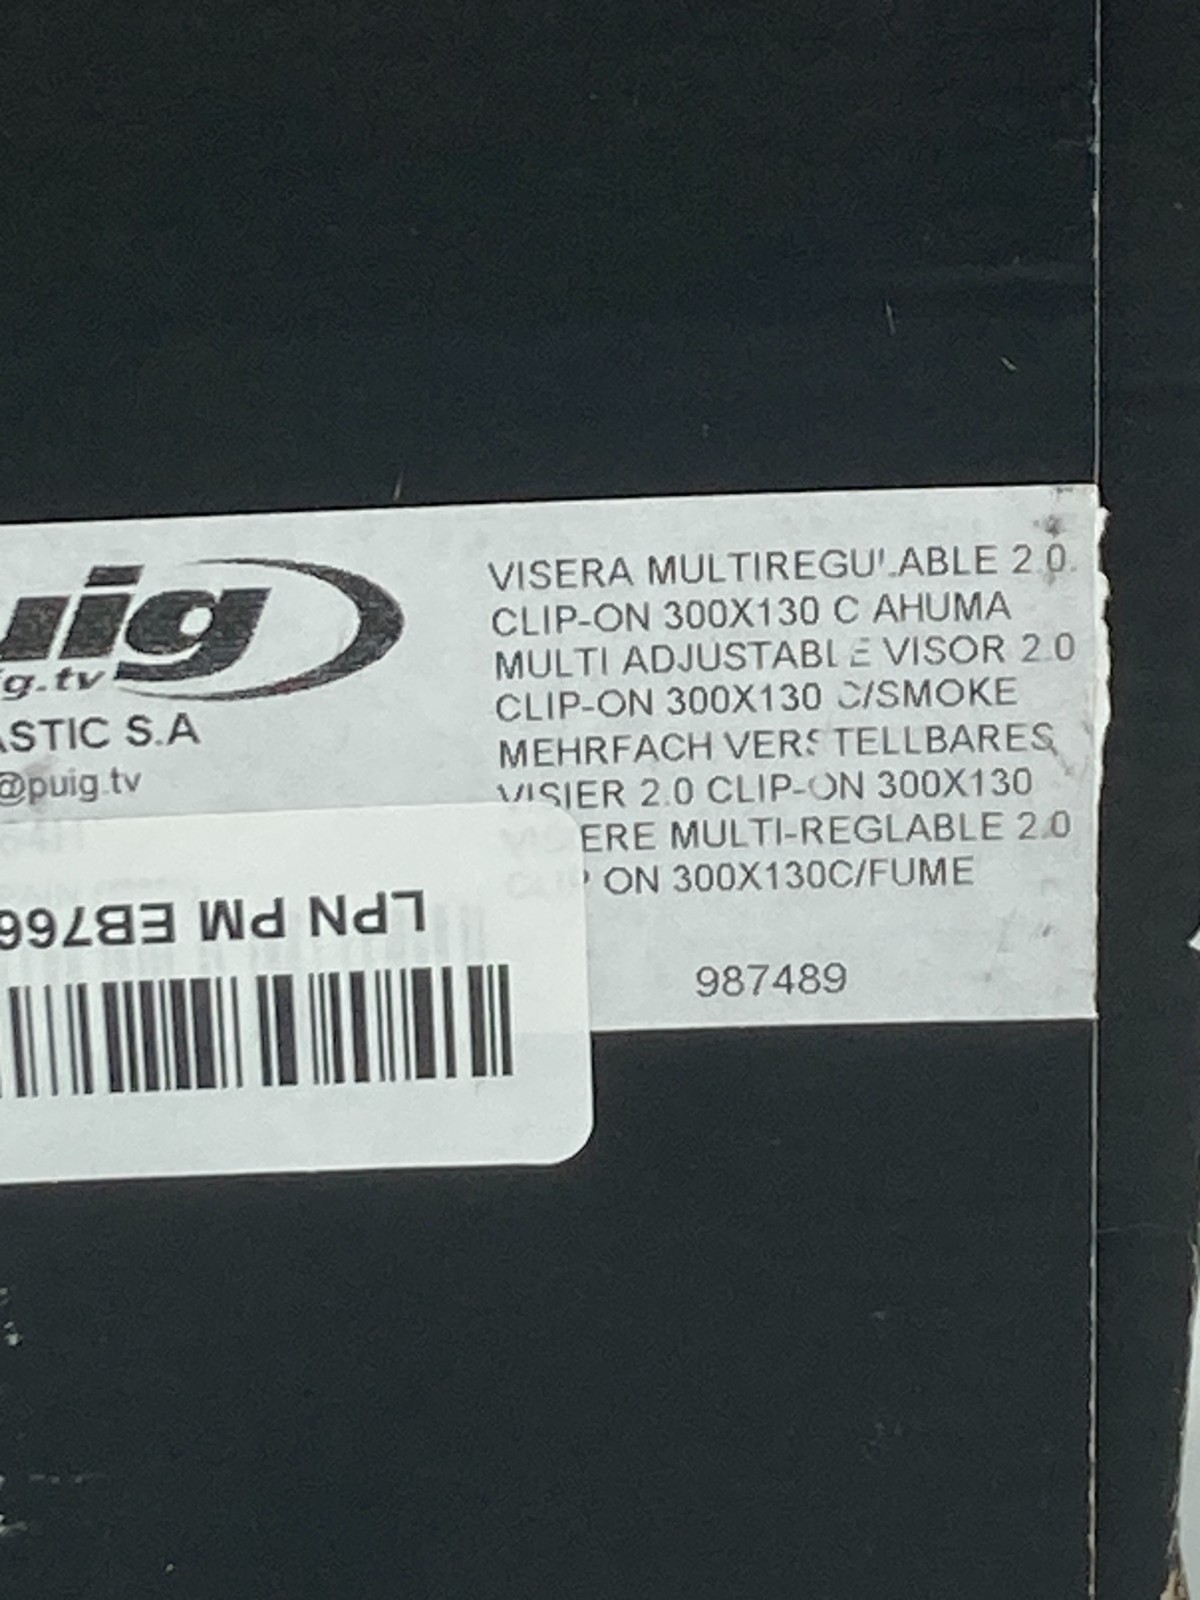 uig
g.tv
ASTIC S.A
@puig.tv
VISERA MULTIREGULABLE 2.0
CLIP-ON 300X130 C AHUMA
MULTI ADJUSTABLE VISOR 2.0
CLIP-ON 300X130 C/SMOKE
MEHRFACH VERSTELLBARES
VISIER 2.0 CLIP-ON 300X130
ERE MULTI-REGLABLE 2.0
ON 300X130C/FUME
987489
LPN PM EB766